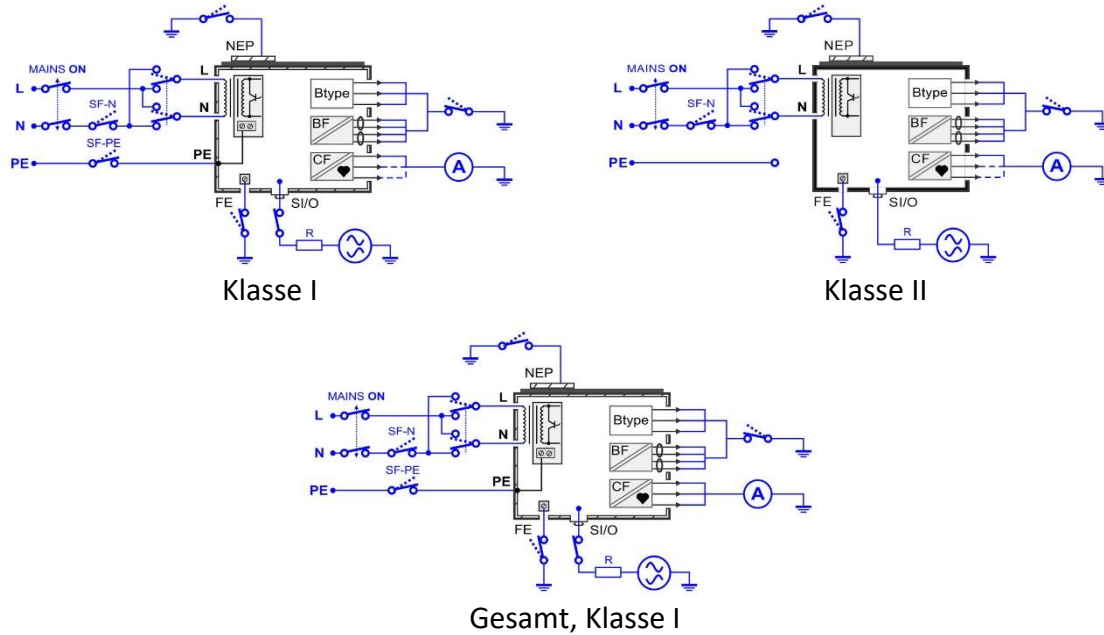 NEP
MAINS ON
L
L
SF-N
N
N
SF-PE
PE
PE
Btype
BF
CF
A
FE
SI/O
R
Klasse I
NEP
MAINS ON
L
L
SF-N
N
N
PE
Btype
BF
CF
A
FE
SI/O
R
Klasse II
NEP
MAINS ON
L
L
SF-N
N
N
SF-PE
PE
PE
Btype
BF
CF
A
FE
SI/O
R
Gesamt, Klasse I